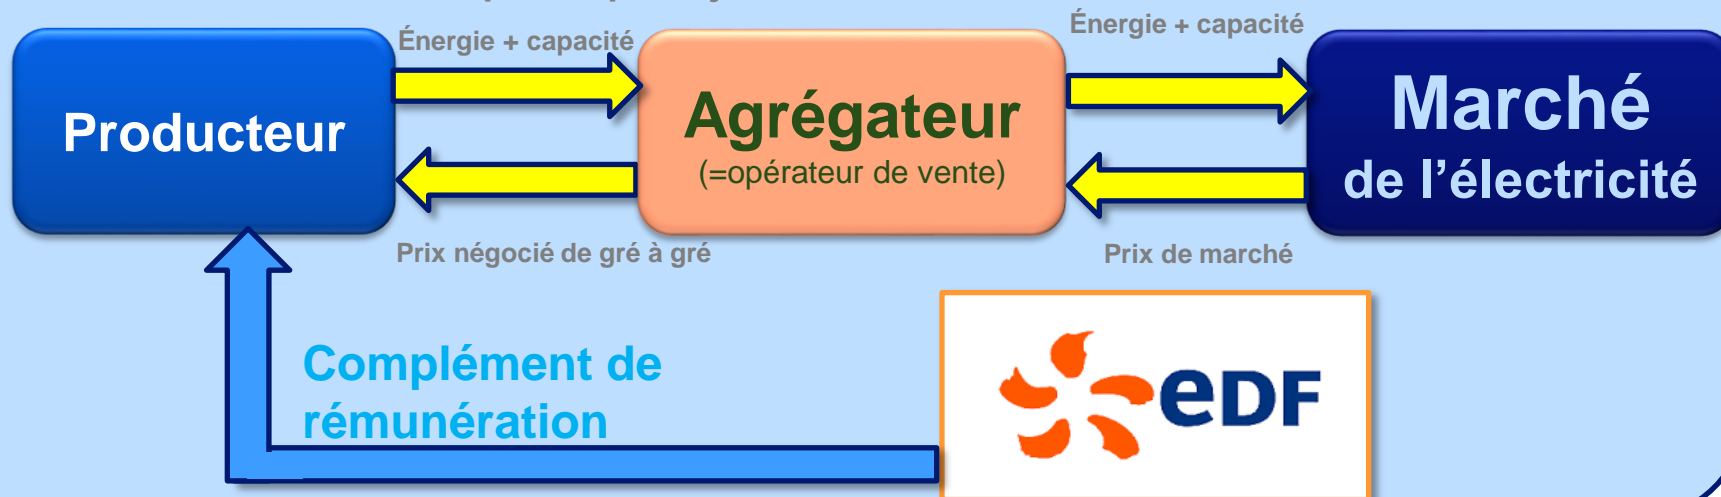 Énergie + capacité
Énergie + capacité
Producteur
Agrégateur
(=opérateur de vente)
Marché
de l’électricité
Prix négocié de gré à gré
Prix de marché
Complément de
rémunération
eDF